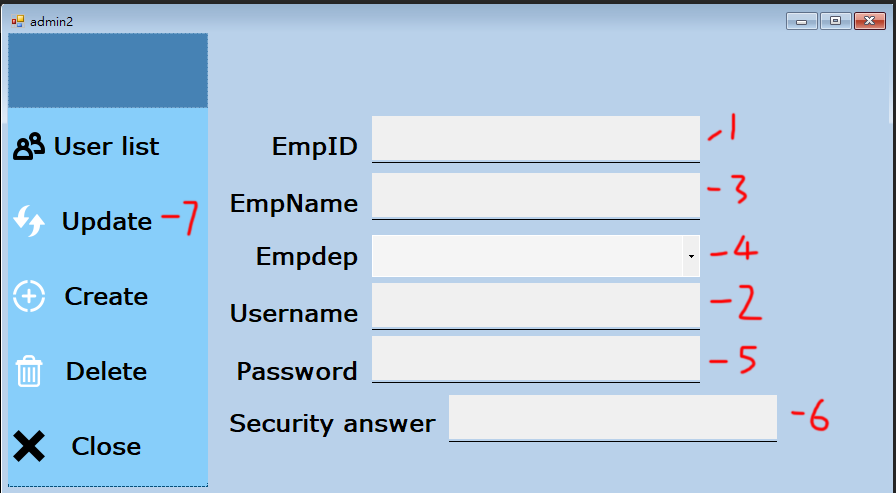 admin2
User list
Update -7
Create
Delete
Close
EmpID -1
EmpName -3
Empdep -4
Username -2
Password -5
Security answer -6